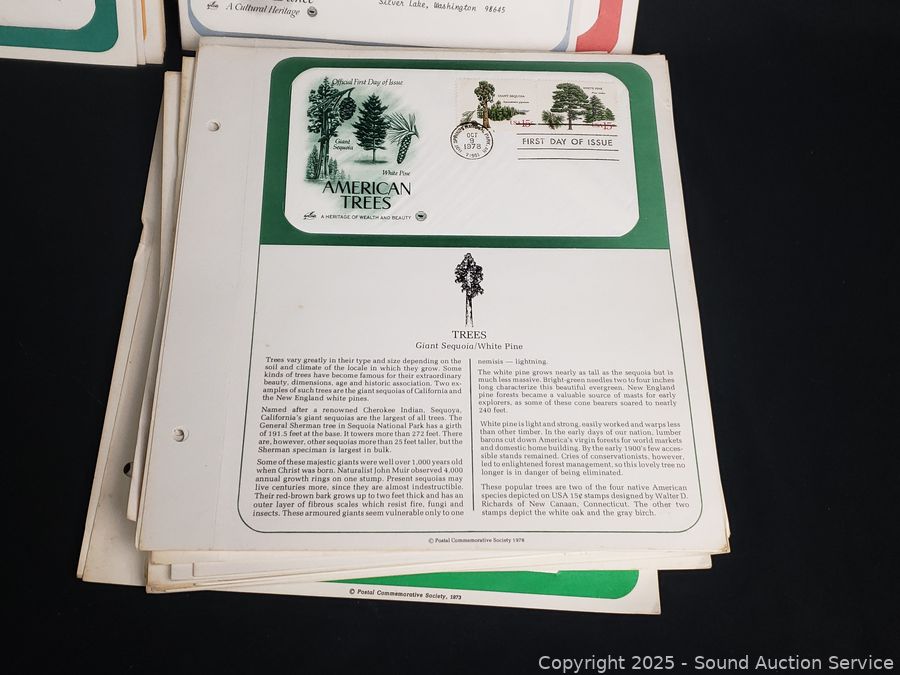 A Cultural Heritage
Silver Lake, Washington 98645
Official First Day of Issue
Giant
Sequoia
White Pine
AMERICAN
TREES
A HERITAGE OF WEALTH AND BEAUTY
GIANT SEQUOIA
USA 15c
WHITE PINE
USA 15c
OCT
9
1978
FIRST DAY OF ISSUE
TREES
Giant Sequoia/White Pine
Trees vary greatly in their type and size depending on the
soil and climate of the locale in which they grow. Some
kinds of trees have become famous for their extraordinary
beauty, dimensions, age and historic association. Two ex-
amples of such trees are the giant sequoias of California and
the New England white pines.
Named after a renowned Cherokee Indian, Sequoya,
California's giant sequoias are the largest of all trees. The
General Sherman tree in Sequoia National Park has a girth
of 191.5 feet at the base. It towers more than 272 feet. There
are, however, other sequoias more than 25 feet taller, but the
Sherman specimen is largest in bulk.
Some of these majestic giants were well over 1,000 years old
when Christ was born. Naturalist John Muir observed 4,000
annual growth rings on one stump. Present sequoias may
live centuries more, since they are almost indestructible.
Their red-brown bark grows up to two feet thick and has an
outer layer of fibrous scales which resist fire, fungi and
insects. These armoured giants seem vulnerable only to one
nemisis — lightning.
The white pine grows nearly as tall as the sequoia but is
much less massive. Bright-green needles two to four inches
long characterize this beautiful evergreen. New England
pine forests became a valuable source of masts for early
explorers, as some of these cone bearers soared to nearly
240 feet.
White pine is light and strong, easily worked and warps less
than other timber. In the early days of our nation, lumber
barons cut down America's virgin forests for world markets
and domestic home building. By the early 1900's few acces-
sible stands remained. Cries of conservationists, however,
led to enlightened forest management, so this lovely tree no
longer is in danger of being eliminated.
These popular trees are two of the four native American
species depicted on USA 15¢ stamps designed by Walter D.
Richards of New Canaan, Connecticut. The other two
stamps depict the white oak and the gray birch.
© Postal Commemorative Society 1978
© Postal Commemorative Society, 1973
Copyright © 2025 - Sound Auction Service